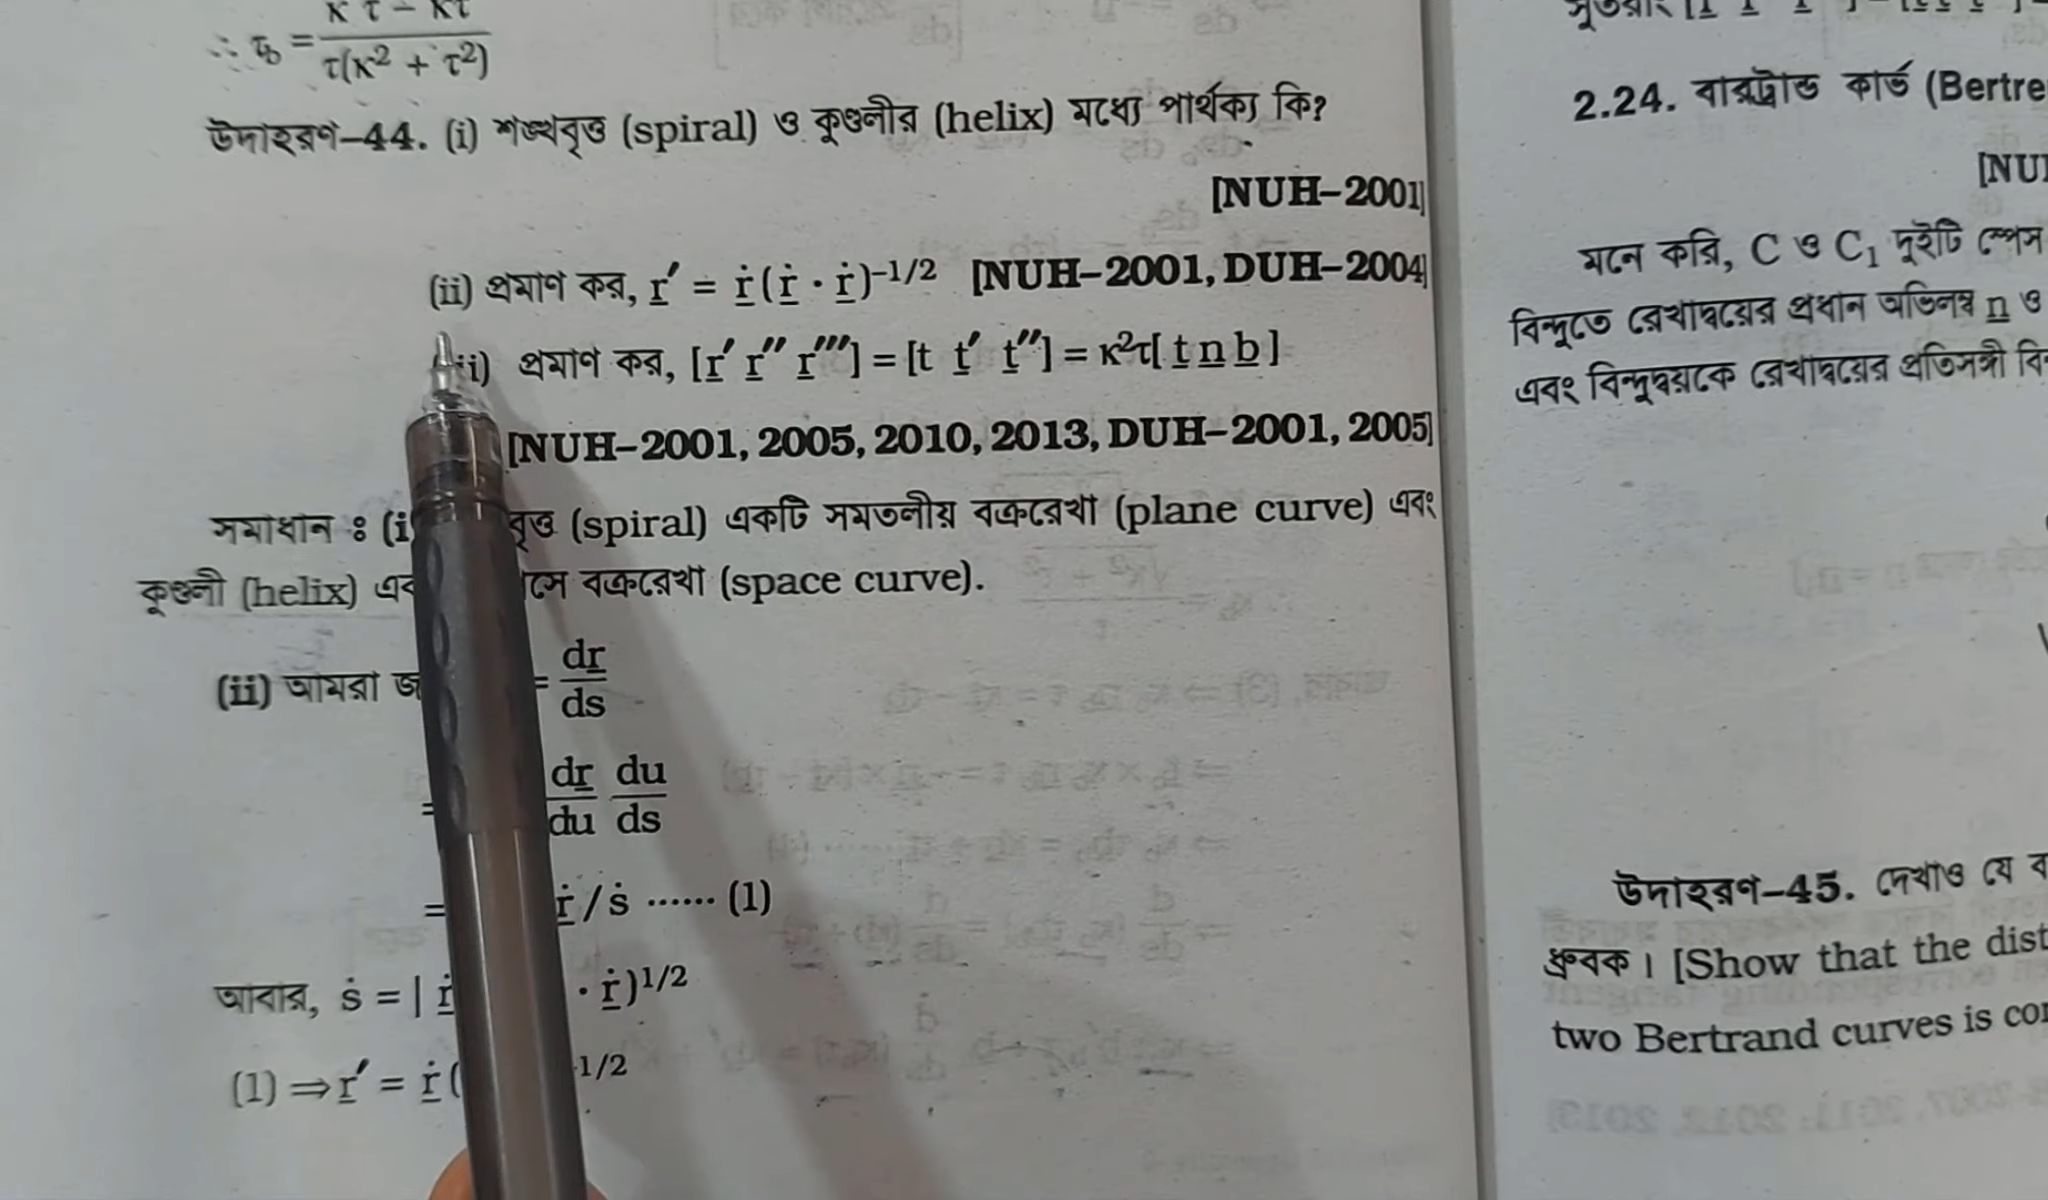 ∴ = κ τ – κτ / τ(κ² + τ²)
উদাহরণ–44. (i) শঙ্খবৃত্ত (spiral) ও কুণ্ডলীর (helix) মধ্যে পার্থক্য কি?
[NUH–2001]
(ii) প্রমাণ কর, r′ = ṙ(ṙ · ṙ)–1/2 [NUH–2001, DUH–2004]
প্রমাণ কর, [r′ r″ r‴] = [t t′ t″] = κ²τ[ t n b ]
[NUH–2001, 2005, 2010, 2013, DUH–2001, 2005]
সমাধান ঃ (i বৃত্ত (spiral) একটি সমতলীয় বক্ররেখা (plane curve) এবং
কুণ্ডলী (helix) বক্ররেখা (space curve).
(ii) আমরা = dr/ds
= dr/du du/ds
= ṙ / ṡ ...... (1)
আবার, ṡ = | ṙ · ṙ)1/2
(1) ⇒ r′ = ṙ ( 1/2
2.24. বারট্রান্ড কার্ভ (Bertre
[NU
মনে করি, C ও C₁ দুইটি স্পেস
বিন্দুতে রেখাদ্বয়ের প্রধান অভিলম্ব n ও
এবং বিন্দুদ্বয়কে রেখাদ্বয়ের প্রতিসঙ্গী বি
উদাহরণ–45. দেখাও যে ব
ধ্রুবক। [Show that the dist
two Bertrand curves is con